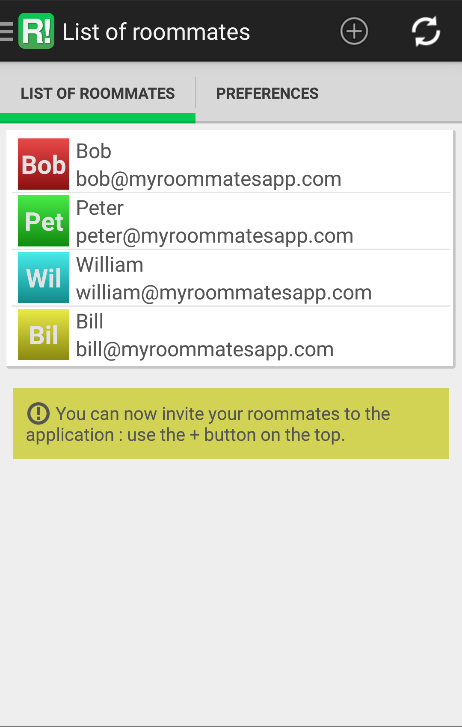 R! List of roommates
LIST OF ROOMMATES PREFERENCES
Bob
Bob
bob@myroommatesapp.com
Pet
Peter
peter@myroommatesapp.com
Wil
William
william@myroommatesapp.com
Bil
Bill
bill@myroommatesapp.com
You can now invite your roommates to the
application : use the + button on the top.